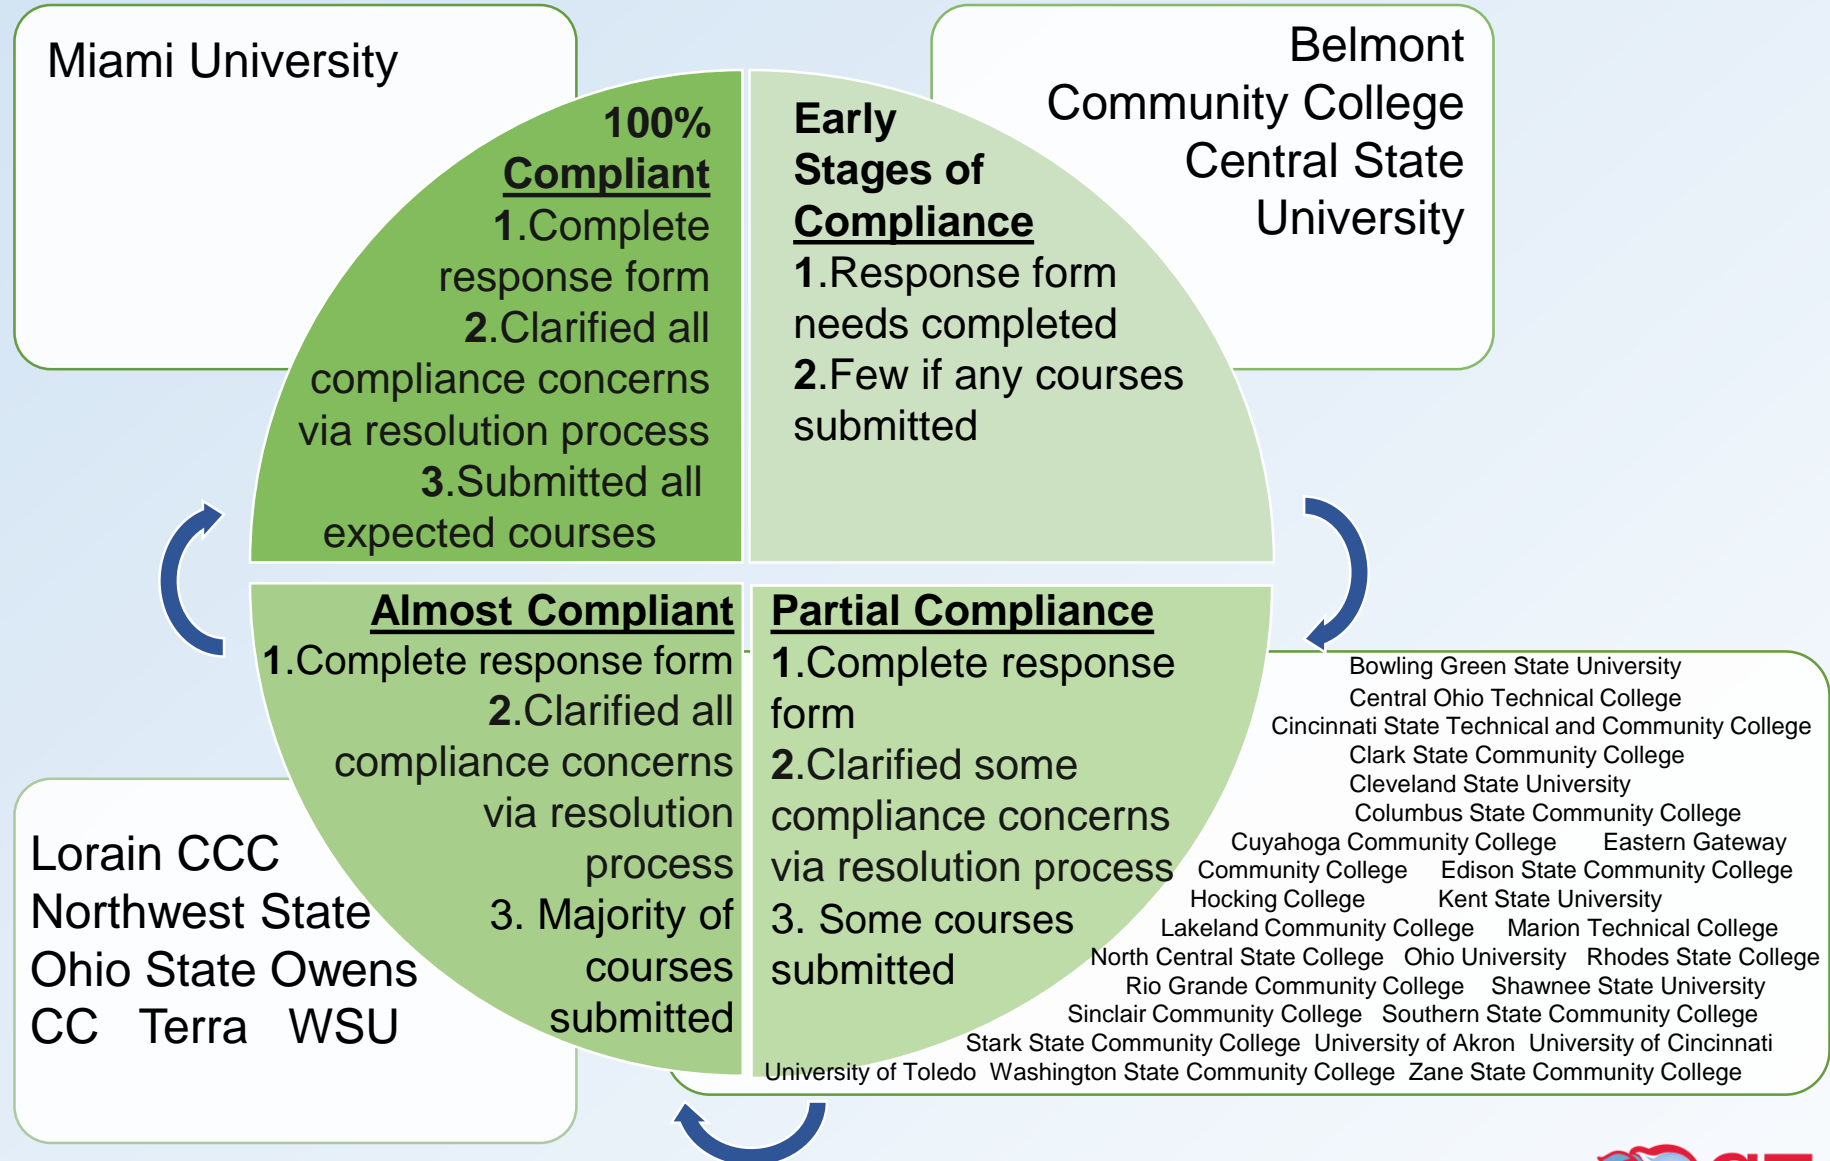 Miami University
100%
Compliant
1.Complete
response form
2.Clarified all
compliance concerns
via resolution process
3.Submitted all
expected courses
Early
Stages of
Compliance
1.Response form
needs completed
2.Few if any courses
submitted
Belmont
Community College
Central State
University
Almost Compliant
1.Complete response form
2.Clarified all
compliance concerns
via resolution
process
3. Majority of
courses
submitted
Partial Compliance
1.Complete response
form
2.Clarified some
compliance concerns
via resolution process
3. Some courses
submitted
Lorain CCC
Northwest State
Ohio State Owens
CC Terra WSU
Bowling Green State University
Central Ohio Technical College
Cincinnati State Technical and Community College
Clark State Community College
Cleveland State University
Columbus State Community College
Cuyahoga Community College Eastern Gateway
Community College Edison State Community College
Hocking College Kent State University
Lakeland Community College Marion Technical College
North Central State College Ohio University Rhodes State College
Rio Grande Community College Shawnee State University
Sinclair Community College Southern State Community College
Stark State Community College University of Akron University of Cincinnati
University of Toledo Washington State Community College Zane State Community College